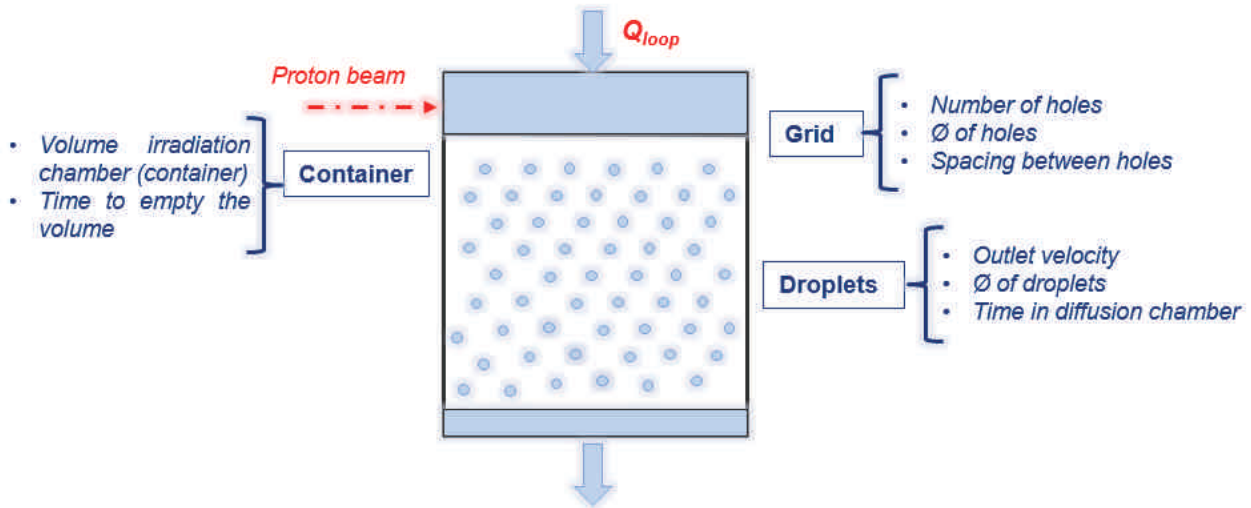 Q_loop
Proton beam
• Volume irradiation
chamber (container)
• Time to empty the
volume
Container
Grid
• Number of holes
• Ø of holes
• Spacing between holes
Droplets
• Outlet velocity
• Ø of droplets
• Time in diffusion chamber